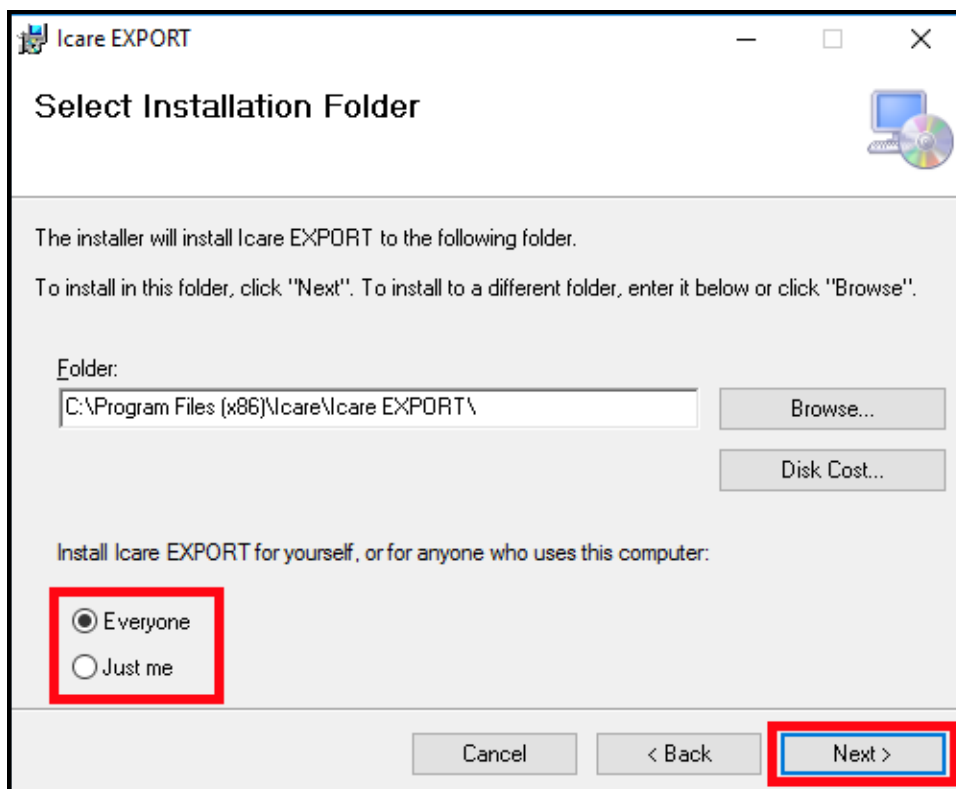 Icare EXPORT
Select Installation Folder
The installer will install Icare EXPORT to the following folder.
To install in this folder, click "Next". To install to a different folder, enter it below or click "Browse".
Folder:
C:\Program Files (x86)\Icare\Icare EXPORT\
Browse...
Disk Cost...
Install Icare EXPORT for yourself, or for anyone who uses this computer:
Everyone
Just me
Cancel
< Back
Next >